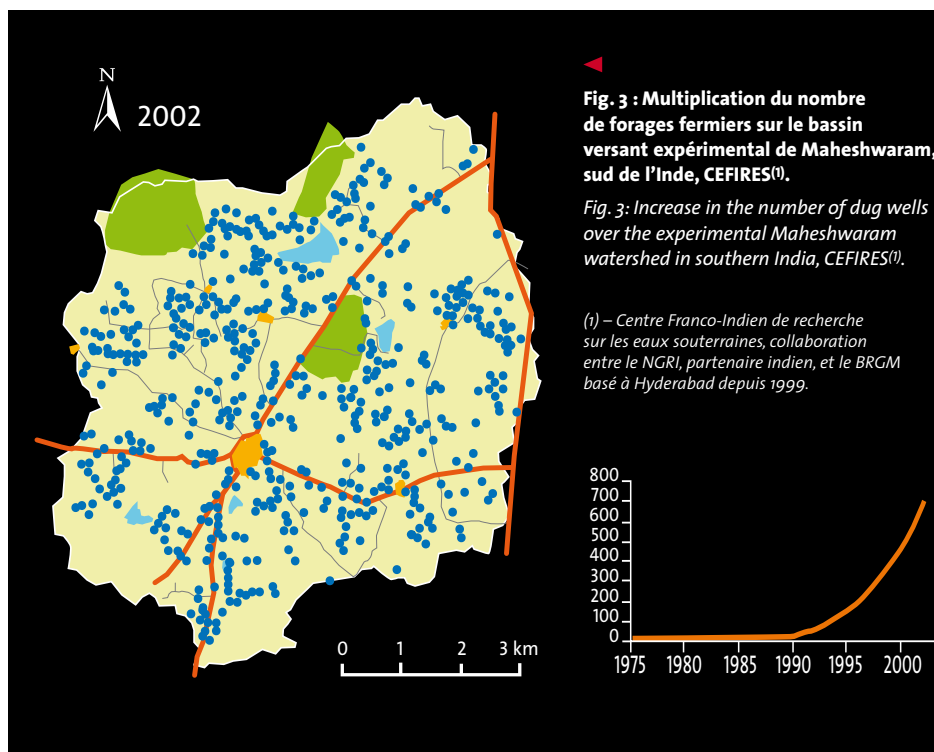 N
2002
Fig. 3 : Multiplication du nombre
de forages fermiers sur le bassin
versant expérimental de Maheshwaram,
sud de l'Inde, CEFIRES(1).
Fig. 3: Increase in the number of dug wells
over the experimental Maheshwaram
watershed in southern India, CEFIRES(1).
(1) – Centre Franco-Indien de recherche
sur les eaux souterraines, collaboration
entre le NGRI, partenaire indien, et le BRGM
basé à Hyderabad depuis 1999.
0 1 2 3 km
800
700
600
500
400
300
200
100
0
1975 1980 1985 1990 1995 2000